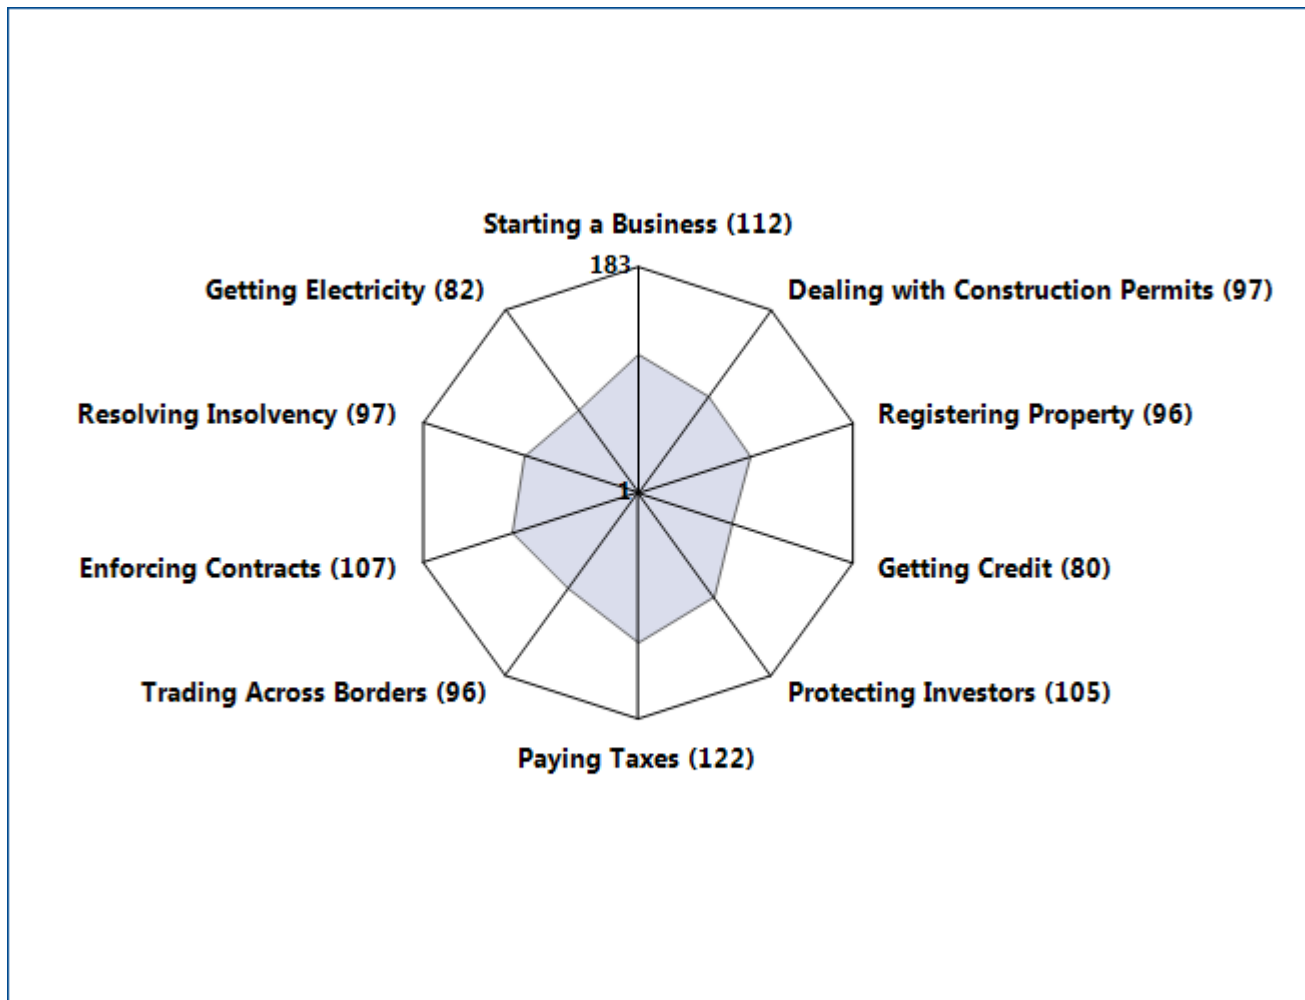 Starting a Business (112)
183
Getting Electricity (82)
Dealing with Construction Permits (97)
Resolving Insolvency (97)
Registering Property (96)
1
Enforcing Contracts (107)
Getting Credit (80)
Trading Across Borders (96)
Protecting Investors (105)
Paying Taxes (122)